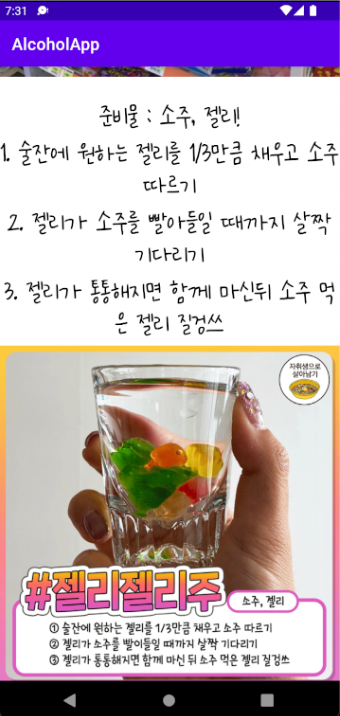 7:31
AlcoholApp
준비물 : 소주, 젤리!
1. 술잔에 원하는 젤리를 1/3만큼 채우고 소주
따르기
2. 젤리가 소주를 빨아들일 때까지 살짝
기다리기
3. 젤리가 통통해지면 함께 마신뒤 소주 먹
은 젤리 질겅쓰
자취생으로
살아남기
#젤리젤리주
소주, 젤리
① 술잔에 원하는 젤리를 1/3만큼 채우고 소주 따르기
② 젤리가 소주를 빨아들일 때까지 살짝 기다리기
③ 젤리가 통통해지면 함께 마신 뒤 소주 먹은 젤리 질겅쓰